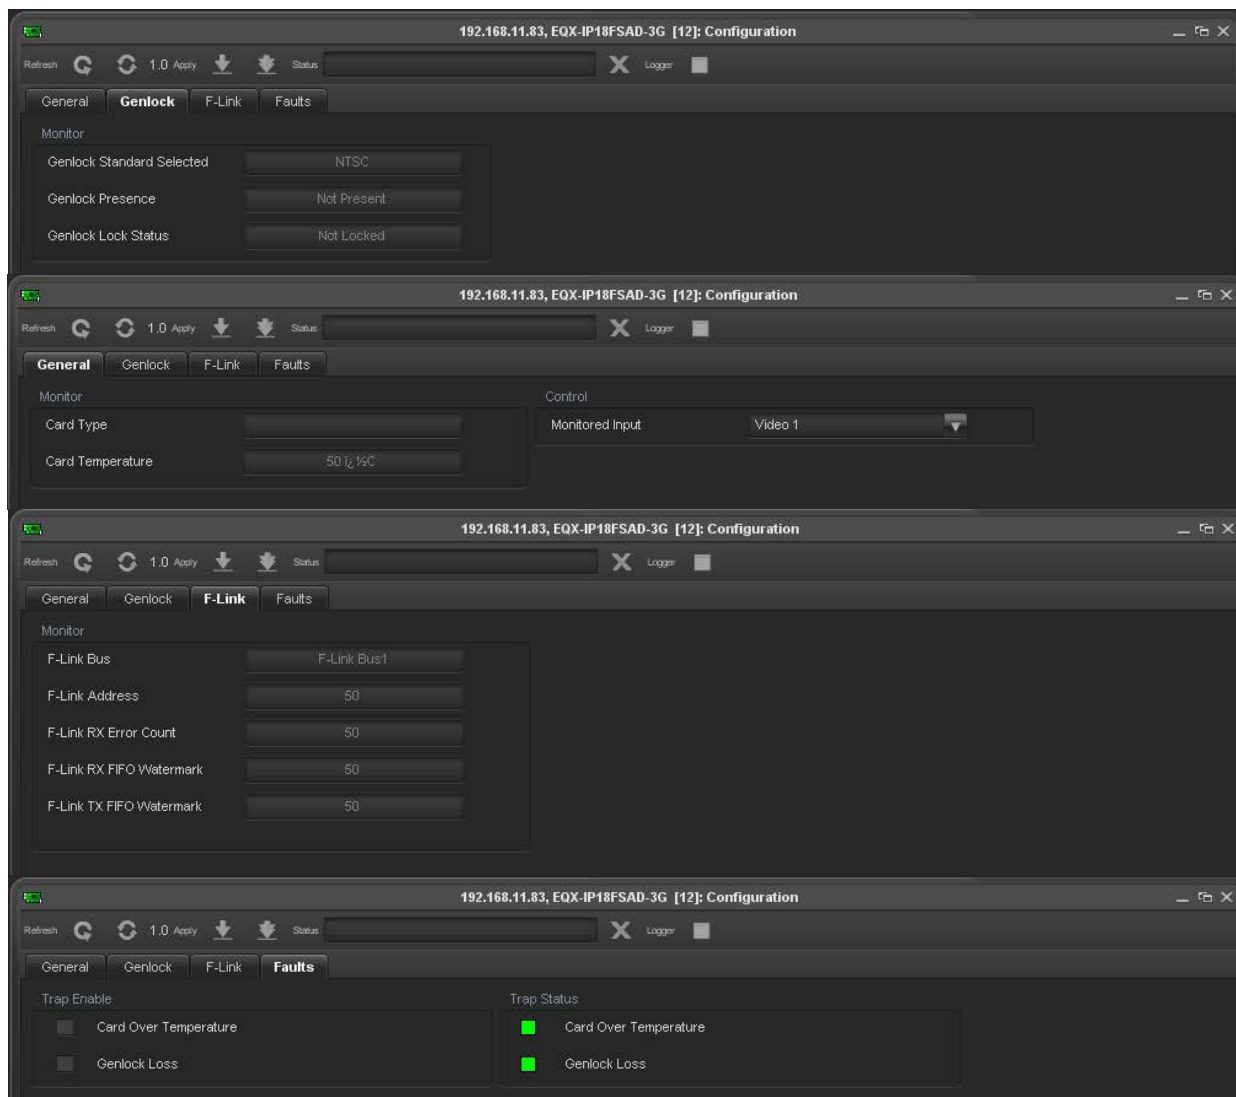 192.168.11.83, EQX-IP18FSAD-3G [12]: Configuration
Refresh 1.0 Apply Status Logger
General Genlock F-Link Faults
Monitor
Genlock Standard Selected NTSC
Genlock Presence Not Present
Genlock Lock Status Not Locked
192.168.11.83, EQX-IP18FSAD-3G [12]: Configuration
Refresh 1.0 Apply Status Logger
General Genlock F-Link Faults
Monitor Control
Card Type Monitored Input Video 1
Card Temperature 50 ï¿½C
192.168.11.83, EQX-IP18FSAD-3G [12]: Configuration
Refresh 1.0 Apply Status Logger
General Genlock F-Link Faults
Monitor
F-Link Bus F-Link Bus1
F-Link Address 50
F-Link RX Error Count 50
F-Link RX FIFO Watermark 50
F-Link TX FIFO Watermark 50
192.168.11.83, EQX-IP18FSAD-3G [12]: Configuration
Refresh 1.0 Apply Status Logger
General Genlock F-Link Faults
Trap Enable Trap Status
Card Over Temperature Card Over Temperature
Genlock Loss Genlock Loss